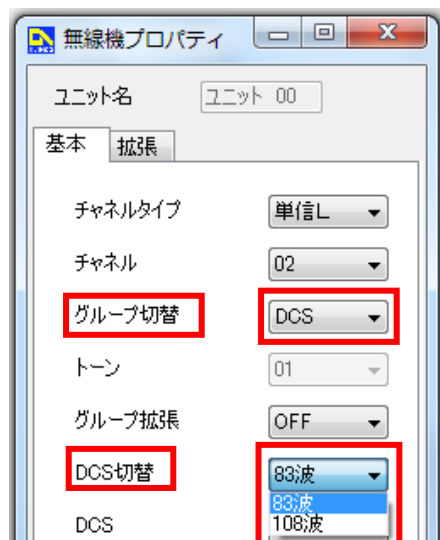 無線機プロパティ
ユニット名 ユニット 00
基本 拡張
チャネルタイプ 単信L
チャネル 02
グループ切替 DCS
トーン 01
グループ拡張 OFF
DCS切替 83波
83波
DCS 108波